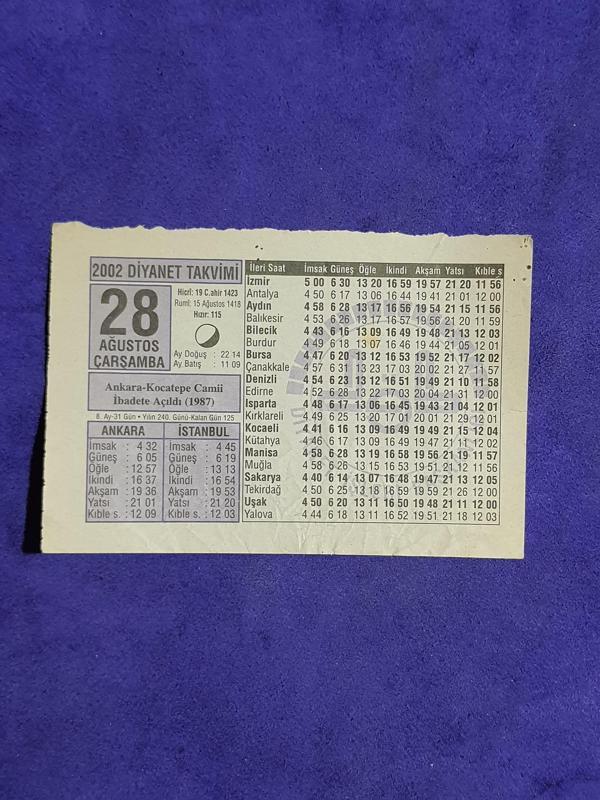 2002 DİYANET TAKVİMİ
28
AĞUSTOS
ÇARŞAMBA
Hicrî: 19 C.ahir 1423
Rumî: 15 Ağustos 1418
Hızır: 115
Ay Doğuş : 22 14
Ay Batış : 11 09
Ankara-Kocatepe Camii
İbadete Açıldı (1987)
8. Ay-31 Gün • Yılın 240. Günü-Kalan Gün 125
ANKARA
İmsak : 4 32
Güneş : 6 05
Öğle : 12 57
İkindi : 16 37
Akşam : 19 36
Yatsı : 21 01
Kıble s. : 12 09
İSTANBUL
İmsak : 4 45
Güneş : 6 19
Öğle : 13 13
İkindi : 16 54
Akşam : 19 53
Yatsı : 21 20
Kıble s. : 12 03
İleri Saat İmsak Güneş Öğle İkindi Akşam Yatsı Kıble s
İzmir 5 00 6 30 13 20 16 59 19 57 21 20 11 56
Antalya 4 50 6 17 13 06 16 44 19 41 21 01 12 00
Aydın 4 58 6 28 13 17 16 56 19 54 21 15 11 56
Balıkesir 4 53 6 26 13 17 16 57 19 56 21 20 11 59
Bilecik 4 43 6 16 13 09 16 49 19 48 21 13 12 03
Burdur 4 49 6 18 13 07 16 46 19 44 21 05 12 01
Bursa 4 47 6 20 13 12 16 53 19 52 21 17 12 02
Çanakkale 4 57 6 31 13 23 17 03 20 02 21 27 11 57
Denizli 4 54 6 23 13 12 16 51 19 49 21 10 11 58
Edirne 4 52 6 28 13 22 17 03 20 04 21 31 12 00
Isparta 4 48 6 17 13 06 16 45 19 43 21 04 12 01
Kırklareli 4 49 6 25 13 20 17 01 20 01 21 29 12 01
Kocaeli 4 41 6 16 13 09 16 49 19 49 21 15 12 04
Kütahya 4 46 6 17 13 09 16 49 19 47 21 11 12 02
Manisa 4 58 6 28 13 19 16 58 19 56 21 19 11 57
Muğla 4 58 6 26 13 15 16 53 19 51 21 12 11 56
Sakarya 4 40 6 14 13 07 16 48 19 47 21 13 12 05
Tekirdağ 4 50 6 25 13 18 16 59 19 59 21 26 12 00
Uşak 4 50 6 20 13 11 16 50 19 48 21 11 12 00
Yalova 4 44 6 18 13 11 16 52 19 51 21 18 12 03